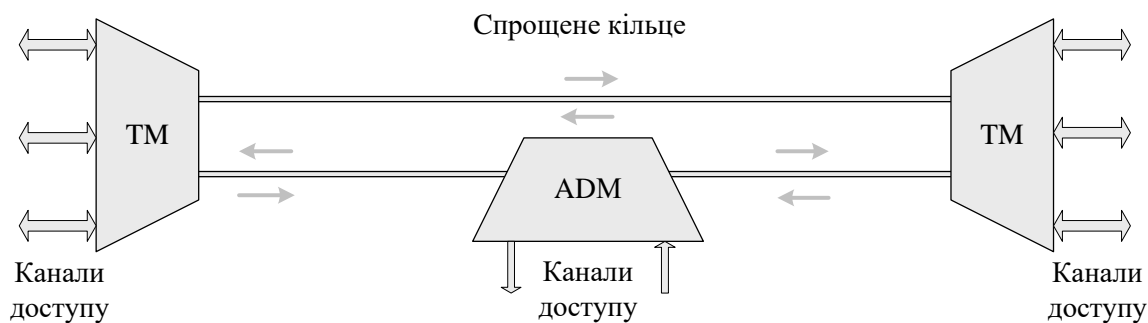 Спрощене кільце
TM
TM
ADM
Канали
доступу
Канали
доступу
Канали
доступу